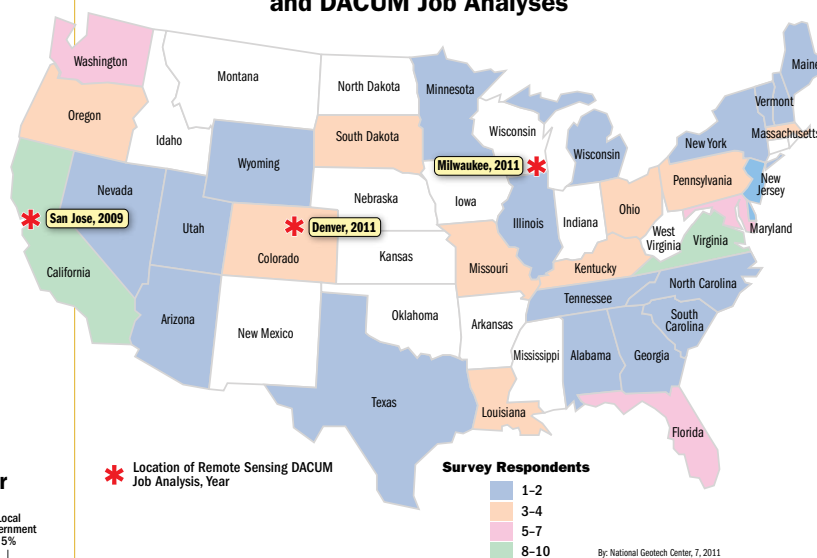 and DACUM Job Analyses
Washington
Montana
North Dakota
Minnesota
Maine
Oregon
Idaho
South Dakota
Wisconsin
Vermont
Massachusetts
New York
Wyoming
Milwaukee, 2011
Wisconsin
Pennsylvania
New
Jersey
Nevada
Nebraska
Iowa
San Jose, 2009
Utah
Denver, 2011
Illinois
Indiana
Ohio
West
Virginia
Maryland
Virginia
Colorado
Kansas
Missouri
Kentucky
California
North Carolina
Tennessee
Arizona
New Mexico
Oklahoma
Arkansas
South
Carolina
Mississippi
Alabama
Georgia
Texas
Louisiana
Florida
Location of Remote Sensing DACUM
Job Analysis, Year
Survey Respondents
1–2
3–4
5–7
8–10
r
ocal
ernment
5%
By: National Geotech Center, 7, 2011